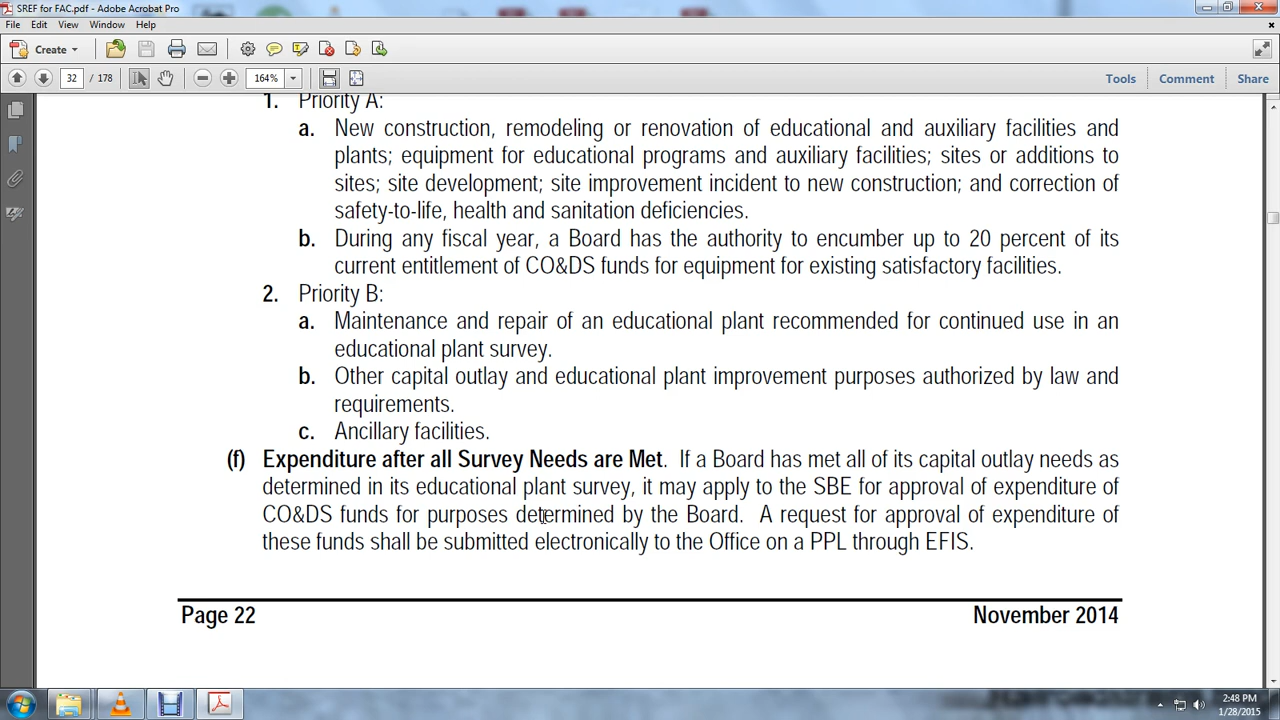 SREF for FAC.pdf - Adobe Acrobat Pro
File Edit View Window Help
Create
32 / 178 164% Tools Comment Share
1. Priority A:
a. New construction, remodeling or renovation of educational and auxiliary facilities and
plants; equipment for educational programs and auxiliary facilities; sites or additions to
sites; site development; site improvement incident to new construction; and correction of
safety-to-life, health and sanitation deficiencies.
b. During any fiscal year, a Board has the authority to encumber up to 20 percent of its
current entitlement of CO&DS funds for equipment for existing satisfactory facilities.
2. Priority B:
a. Maintenance and repair of an educational plant recommended for continued use in an
educational plant survey.
b. Other capital outlay and educational plant improvement purposes authorized by law and
requirements.
c. Ancillary facilities.
(f) Expenditure after all Survey Needs are Met. If a Board has met all of its capital outlay needs as
determined in its educational plant survey, it may apply to the SBE for approval of expenditure of
CO&DS funds for purposes determined by the Board. A request for approval of expenditure of
these funds shall be submitted electronically to the Office on a PPL through EFIS.
Page 22 November 2014
2:48 PM
1/28/2015